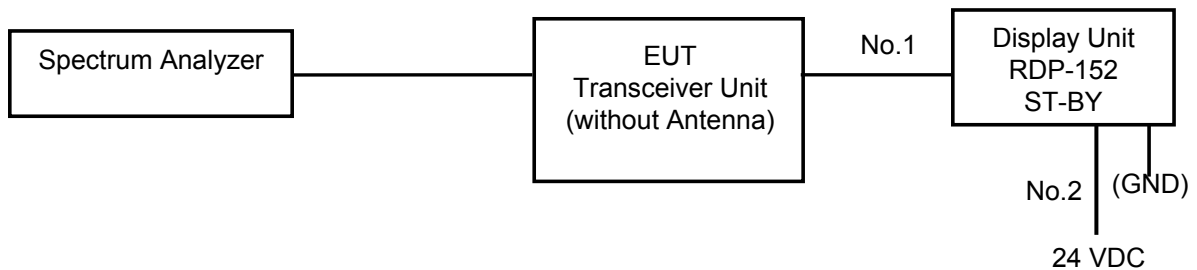 Spectrum Analyzer
EUT
Transceiver Unit
(without Antenna)
No.1
Display Unit
RDP-152
ST-BY
No.2
(GND)
24 VDC